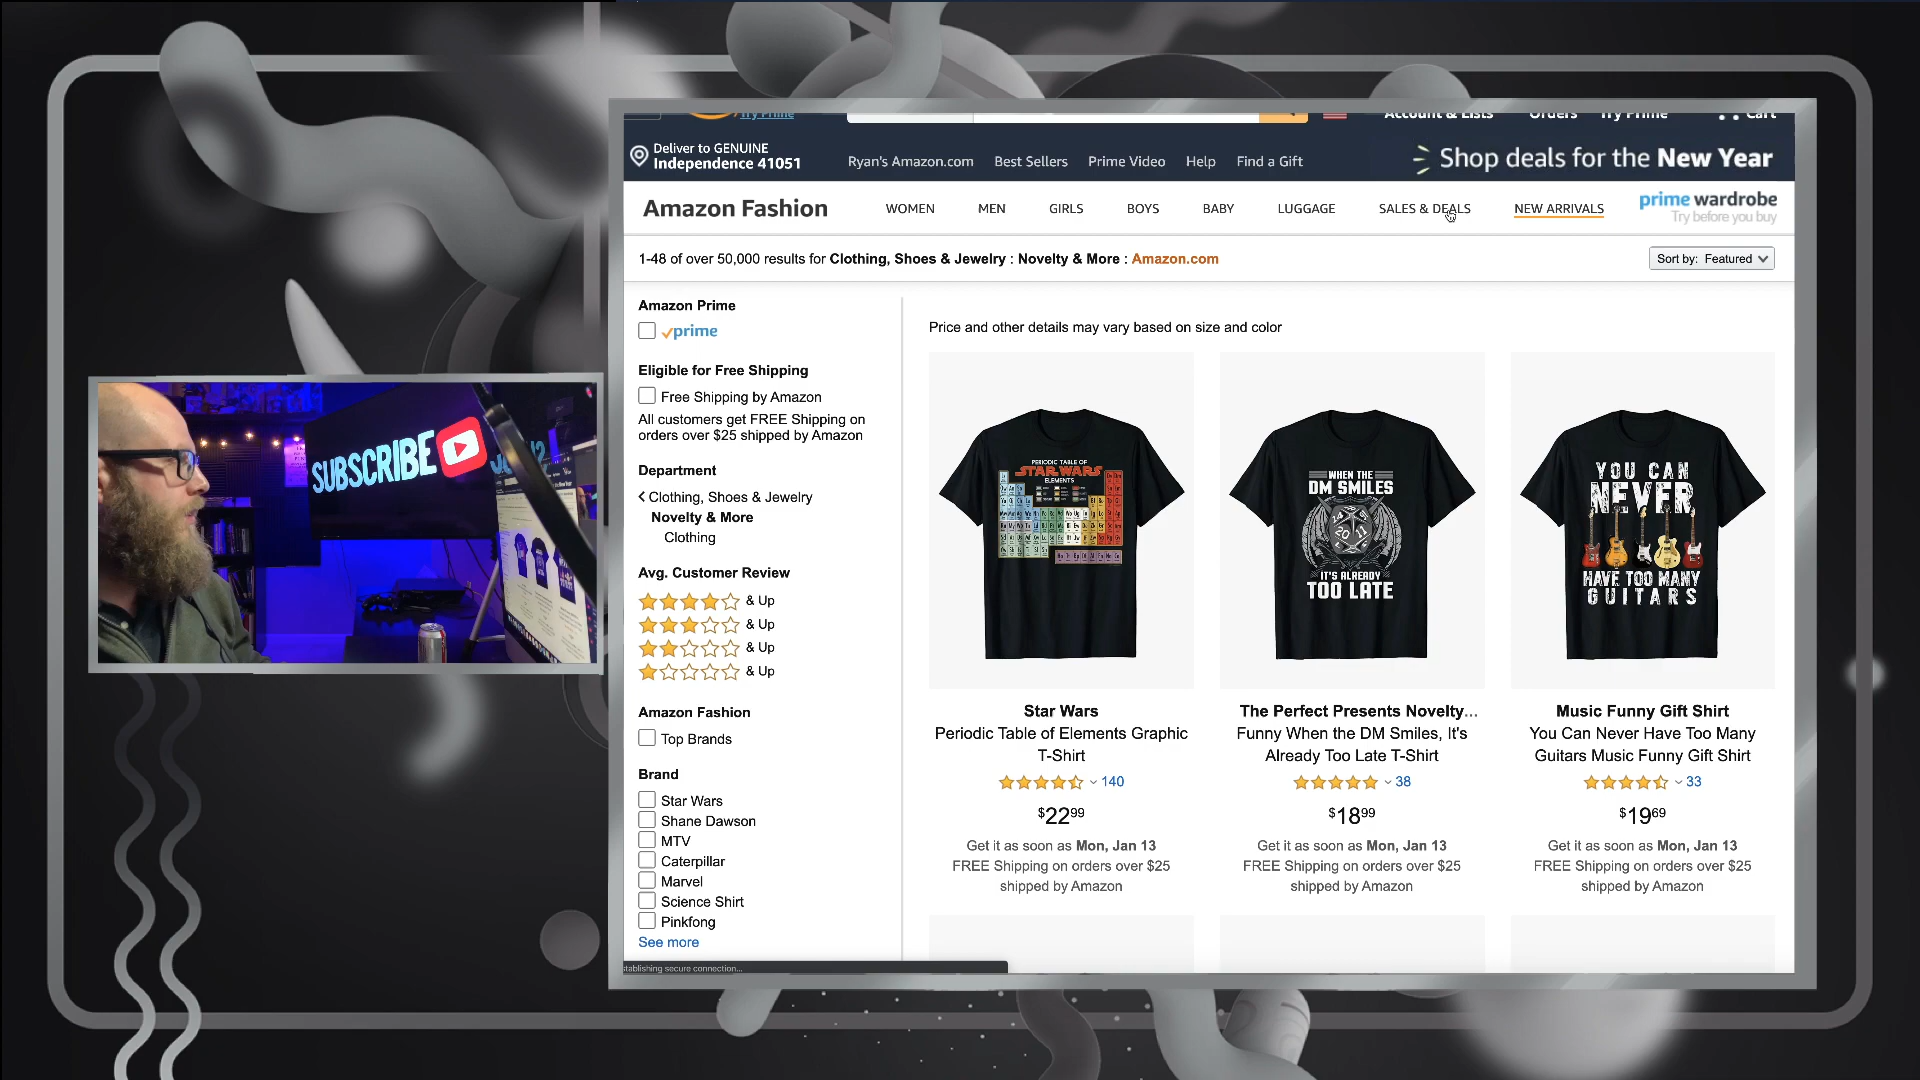 Try Prime
Account & Lists
Orders
Try Prime
Cart
Deliver to GENUINE
Independence 41051
Ryan's Amazon.com
Best Sellers
Prime Video
Help
Find a Gift
Shop deals for the New Year
Amazon Fashion
WOMEN
MEN
GIRLS
BOYS
BABY
LUGGAGE
SALES & DEALS
NEW ARRIVALS
prime wardrobe
Try before you buy
1-48 of over 50,000 results for Clothing, Shoes & Jewelry : Novelty & More : Amazon.com
Sort by: Featured
Amazon Prime
prime
Eligible for Free Shipping
Free Shipping by Amazon
All customers get FREE Shipping on
orders over $25 shipped by Amazon
Department
Clothing, Shoes & Jewelry
Novelty & More
Clothing
Avg. Customer Review
& Up
& Up
& Up
& Up
Amazon Fashion
Top Brands
Brand
Star Wars
Shane Dawson
MTV
Caterpillar
Marvel
Science Shirt
Pinkfong
See more
Price and other details may vary based on size and color
PERIODIC TABLE OF
STAR WARS
ELEMENTS
WHEN THE
DM SMILES
20
IT'S ALREADY
TOO LATE
YOU CAN
NEVER
HAVE TOO MANY
GUITARS
Star Wars
Periodic Table of Elements Graphic
T-Shirt
140
$22.99
Get it as soon as Mon, Jan 13
FREE Shipping on orders over $25
shipped by Amazon
The Perfect Presents Novelty...
Funny When the DM Smiles, It's
Already Too Late T-Shirt
38
$18.99
Get it as soon as Mon, Jan 13
FREE Shipping on orders over $25
shipped by Amazon
Music Funny Gift Shirt
You Can Never Have Too Many
Guitars Music Funny Gift Shirt
33
$19.69
Get it as soon as Mon, Jan 13
FREE Shipping on orders over $25
shipped by Amazon
secure connection...
SUBSCRIBE